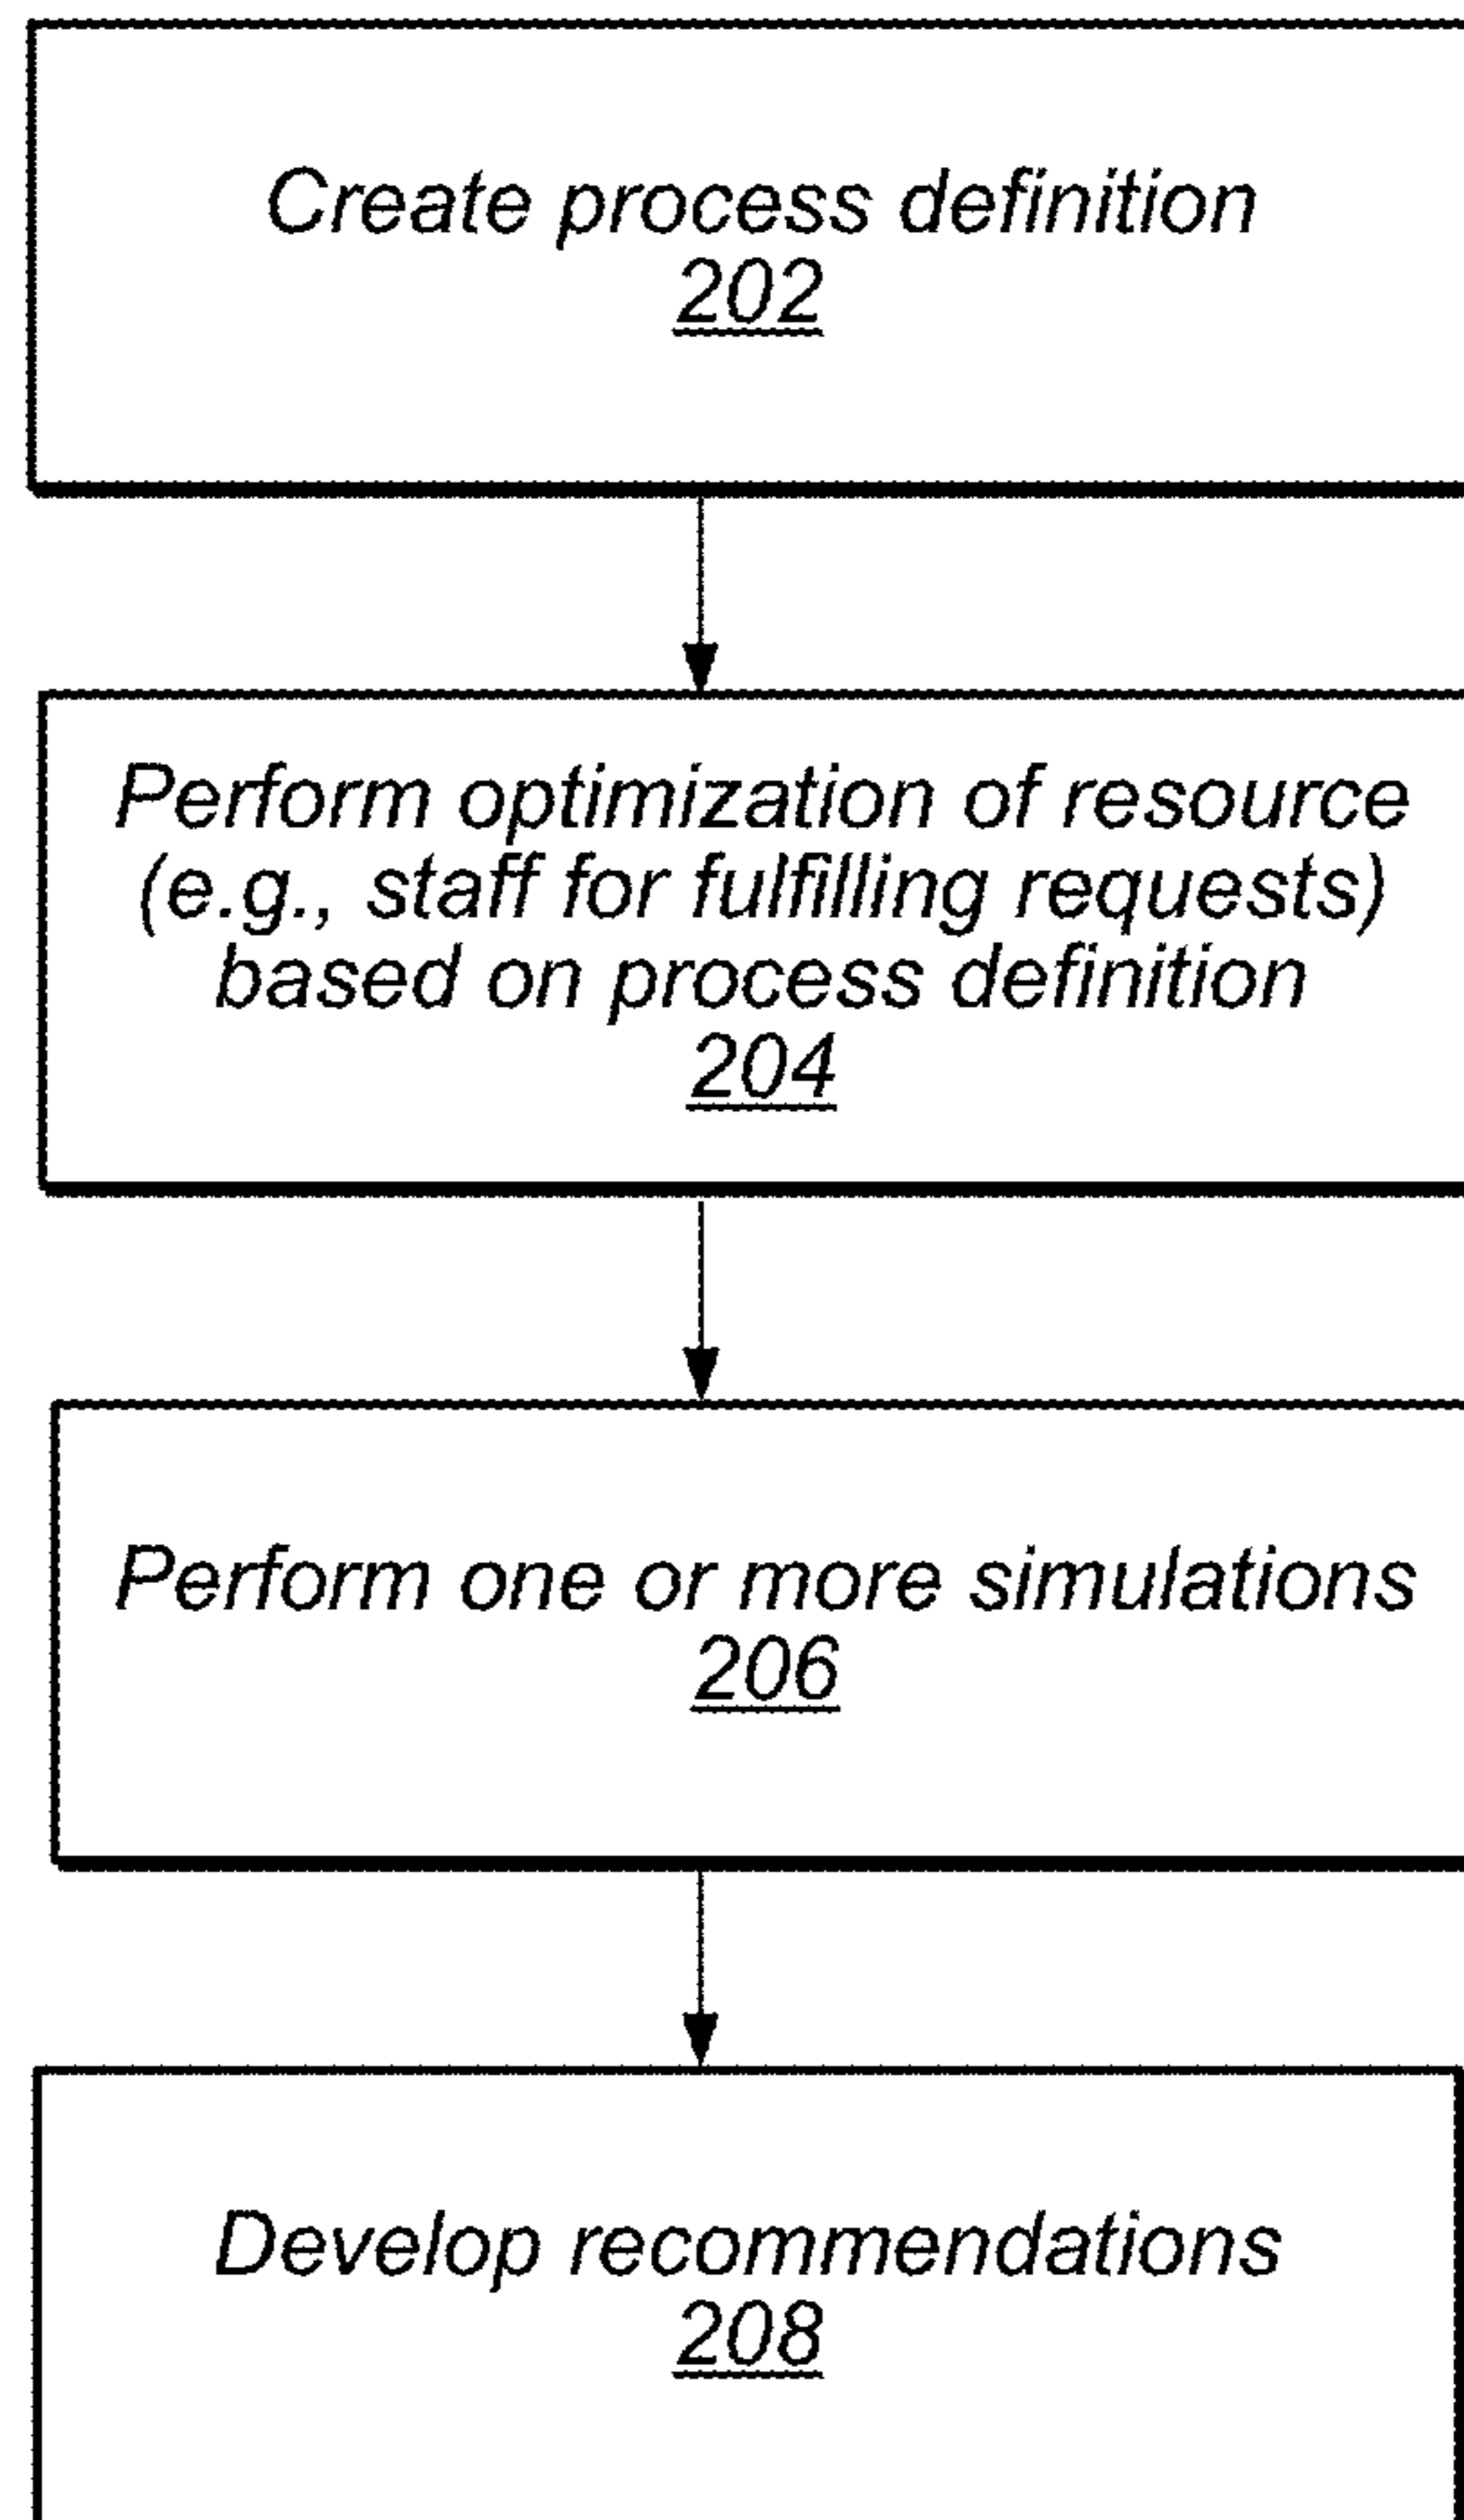 Create process definition
202
Perform optimization of resource
(e.g., staff for fulfilling requests)
based on process definition
204
Perform one or more simulations
206
Develop recommendations
208